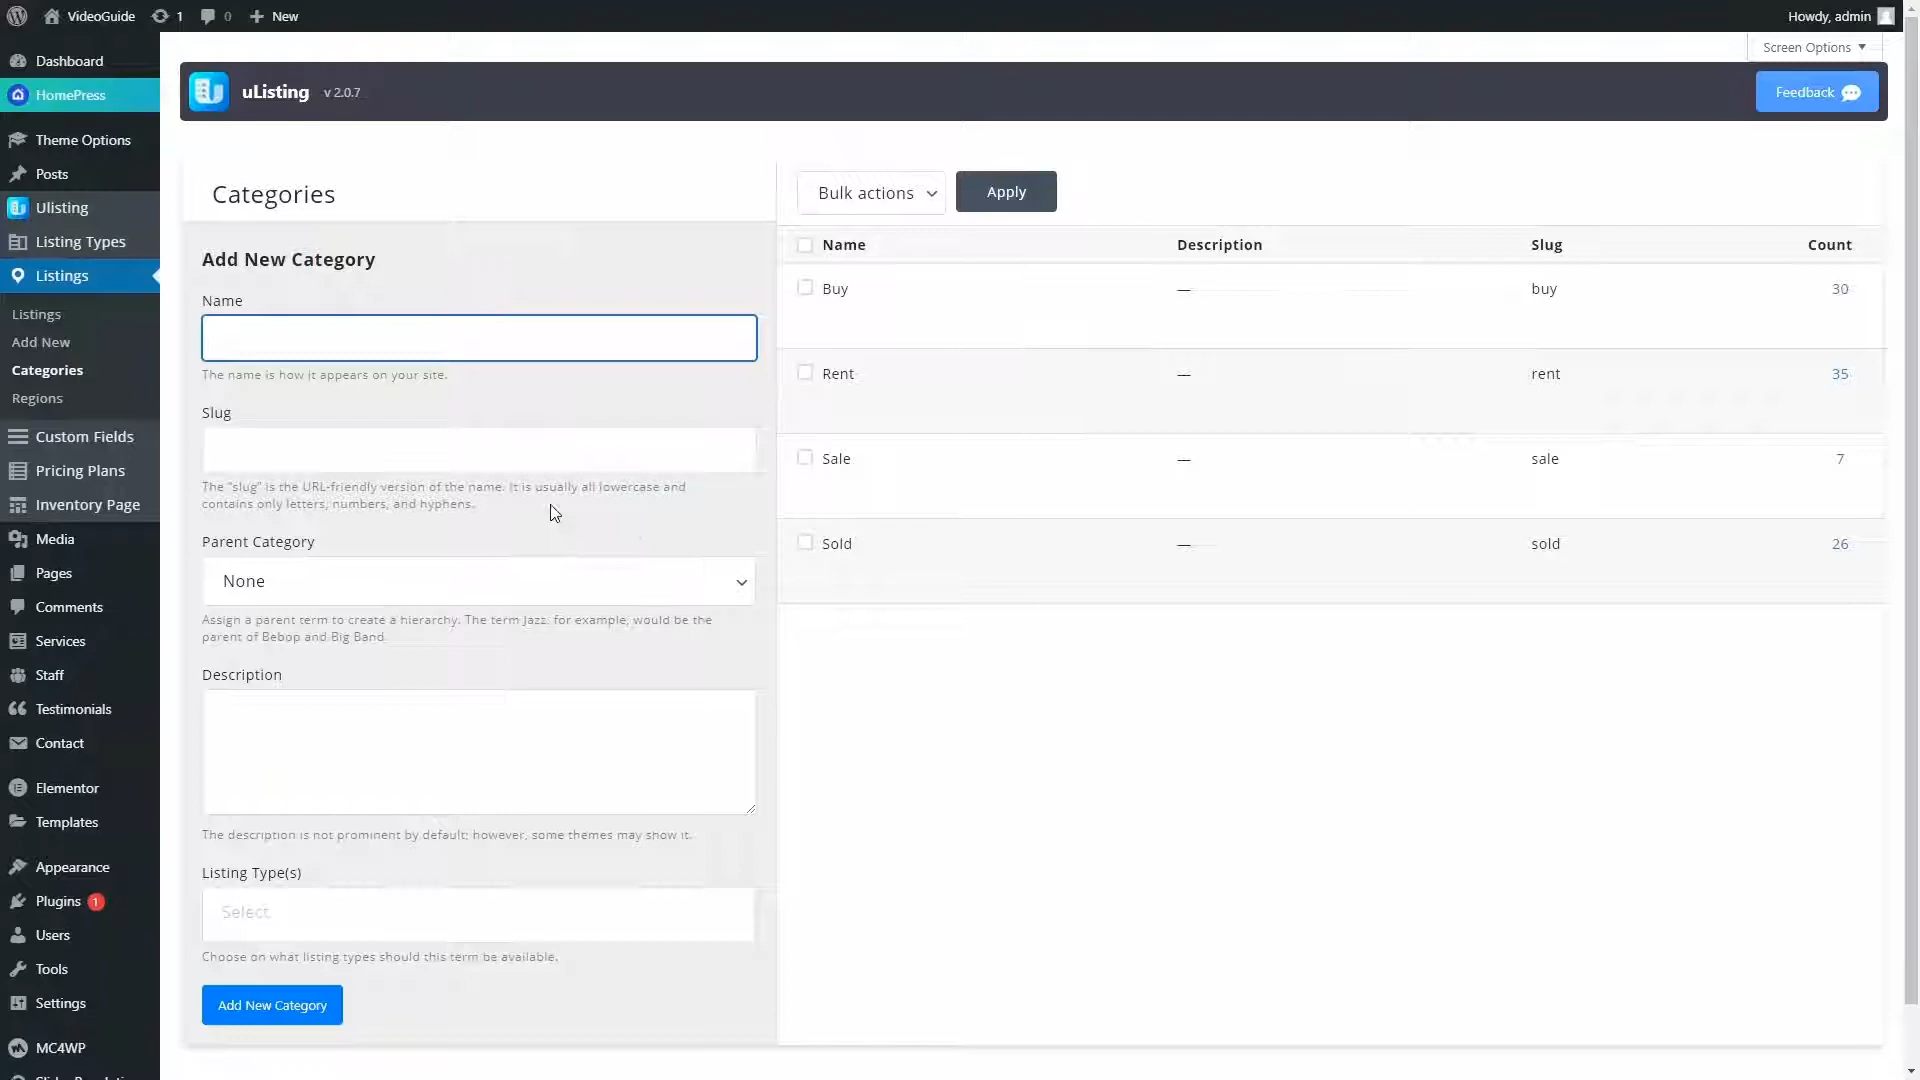 VideoGuide
1
0
New
Howdy, admin
Screen Options
Dashboard
HomePress
Theme Options
Posts
Ulisting
Listing Types
Listings
Listings
Add New
Categories
Regions
Custom Fields
Pricing Plans
Inventory Page
Media
Pages
Comments
Services
Staff
Testimonials
Contact
Elementor
Templates
Appearance
Plugins 1
Users
Tools
Settings
MC4WP
uListing v 2.0.7
Feedback
Categories
Add New Category
Name
The name is how it appears on your site.
Slug
The "slug" is the URL-friendly version of the name. It is usually all lowercase and
contains only letters, numbers, and hyphens.
Parent Category
None
Assign a parent term to create a hierarchy. The term Jazz, for example, would be the
parent of Bebop and Big Band.
Description
The description is not prominent by default; however, some themes may show it.
Listing Type(s)
Select
Choose on what listing types should this term be available.
Add New Category
Bulk actions
Apply
Name Description Slug Count
Buy — buy 30
Rent — rent 35
Sale — sale 7
Sold — sold 26